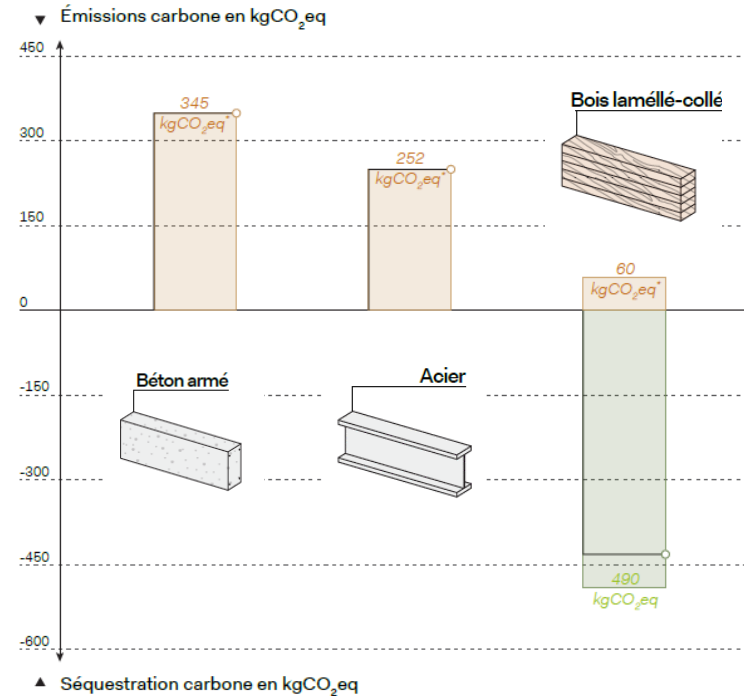 ▼ Émissions carbone en kgCO₂eq
450
345
kgCO₂eq*
Bois laméllé-collé
300
252
kgCO₂eq*
150
60
kgCO₂eq*
0
-150
Béton armé
Acier
-300
-450
490
kgCO₂eq
-600
▲ Séquestration carbone en kgCO₂eq